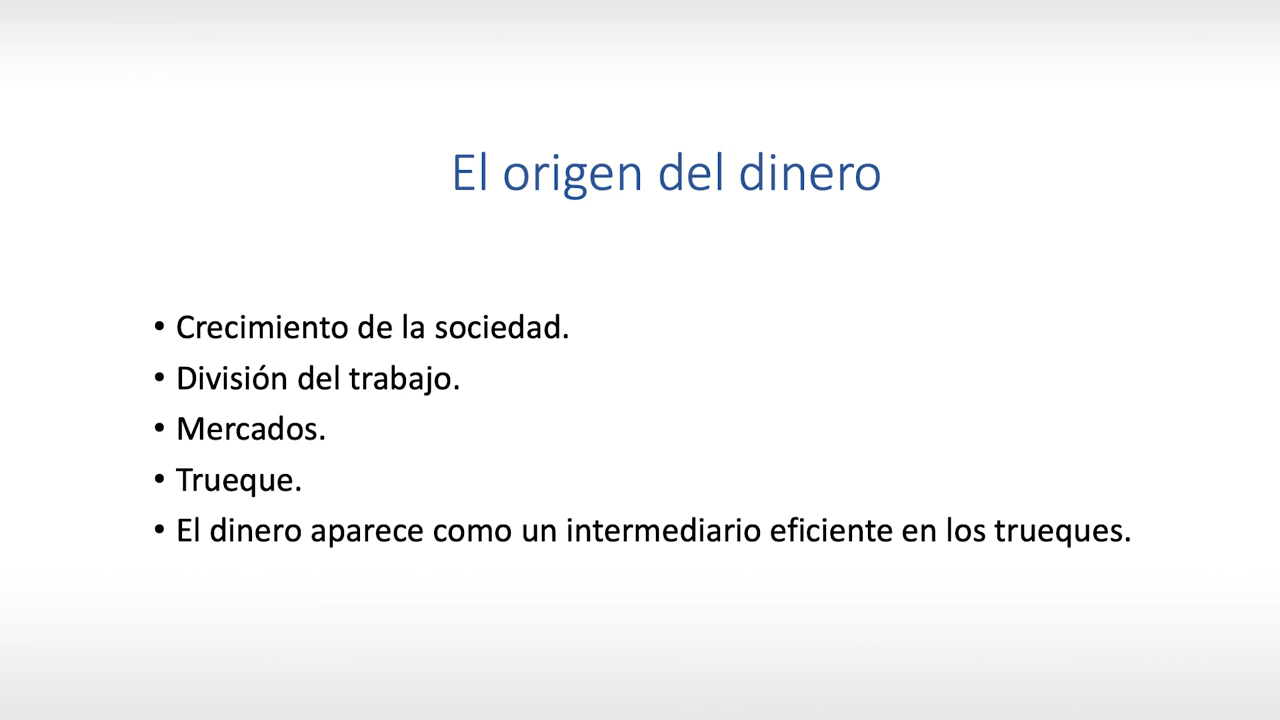 El origen del dinero
• Crecimiento de la sociedad.
• División del trabajo.
• Mercados.
• Trueque.
• El dinero aparece como un intermediario eficiente en los trueques.